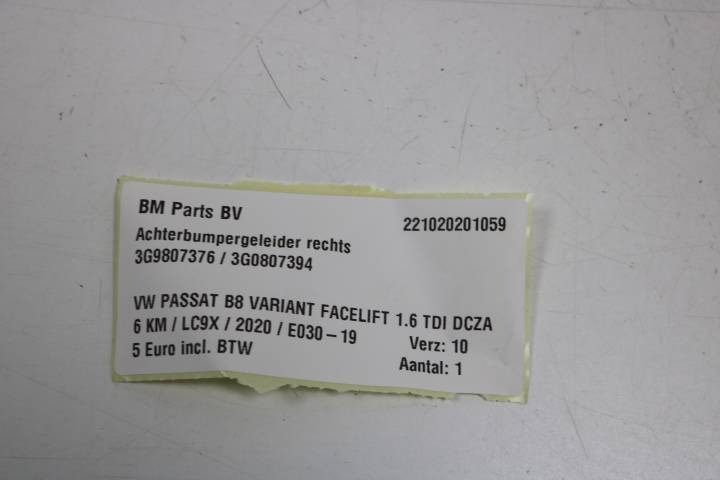 BM Parts BV 221020201059
Achterbumpergeleider rechts
3G9807376 / 3G0807394
VW PASSAT B8 VARIANT FACELIFT 1.6 TDI DCZA
6 KM / LC9X / 2020 / E030-19 Verz: 10
5 Euro incl. BTW Aantal: 1